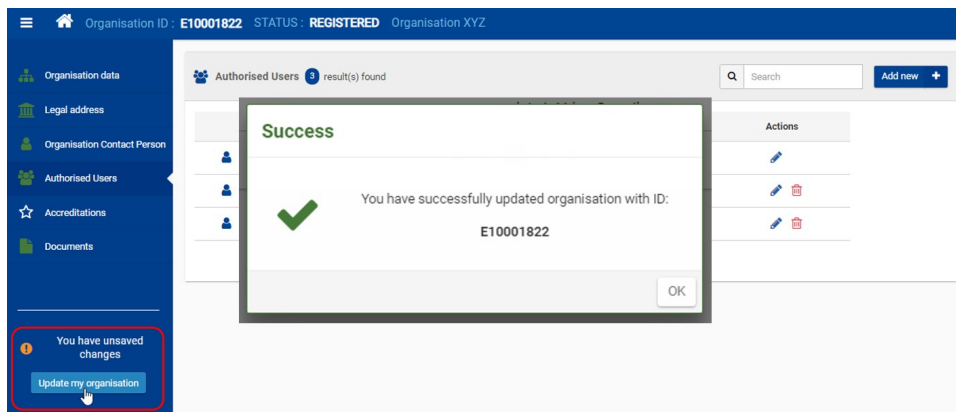 Organisation ID : E10001822 STATUS : REGISTERED Organisation XYZ
Organisation data
Legal address
Organisation Contact Person
Authorised Users
Accreditations
Documents
You have unsaved
changes
Update my organisation
Authorised Users 3 result(s) found
Search
Add new +
Actions
Success
You have successfully updated organisation with ID:
E10001822
OK